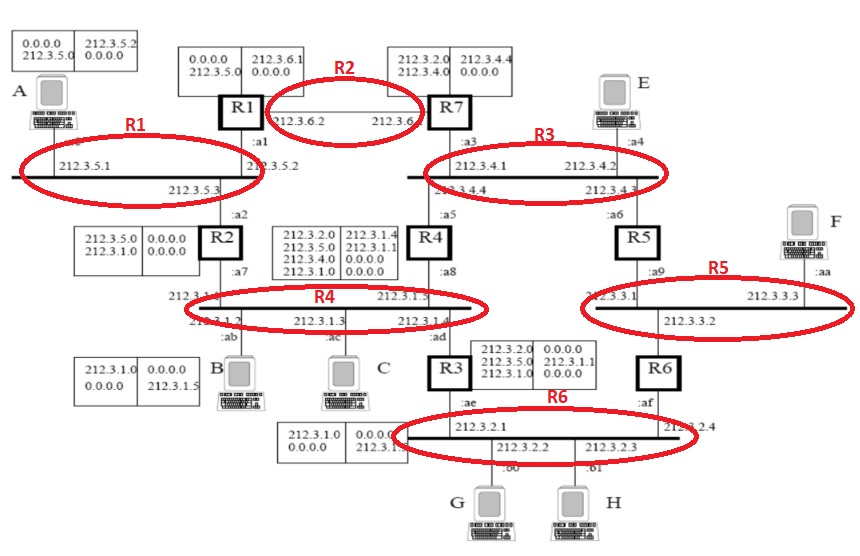 0.0.0.0 212.3.5.2
212.3.5.0 0.0.0.0
A
0.0.0.0 212.3.6.1
212.3.5.0 0.0.0.0
R2
212.3.2.0 212.3.4.4
212.3.4.0 0.0.0.0
E
R1
212.3.6.2
212.3.6
R7
R1
:a1
:a3
R3
:a4
212.3.5.1
212.3.5.2
212.3.4.1
212.3.4.2
212.3.5.3
212.3.4.4
212.3.4.3
:a2
:a5
:a6
F
212.3.5.0 0.0.0.0
212.3.1.0 0.0.0.0
R2
212.3.2.0 212.3.1.4
212.3.5.0 212.3.1.1
212.3.4.0 0.0.0.0
212.3.1.0 0.0.0.0
R4
R5
:a7
:a8
:a9
:aa
R4
R5
212.3.1.5
212.3.3.1
212.3.3.3
212.3.1.2
212.3.1.3
212.3.1.4
212.3.3.2
:ab
:ac
:ad
B
C
212.3.1.0 0.0.0.0
0.0.0.0 212.3.1.5
R3
212.3.2.0 0.0.0.0
212.3.5.0 212.3.1.1
212.3.1.0 0.0.0.0
R6
:ae
R6
:af
212.3.1.0 0.0.0.0
0.0.0.0 212.3.1.
212.3.2.1
212.3.2.4
212.3.2.2
212.3.2.3
:b0
:b1
G
H